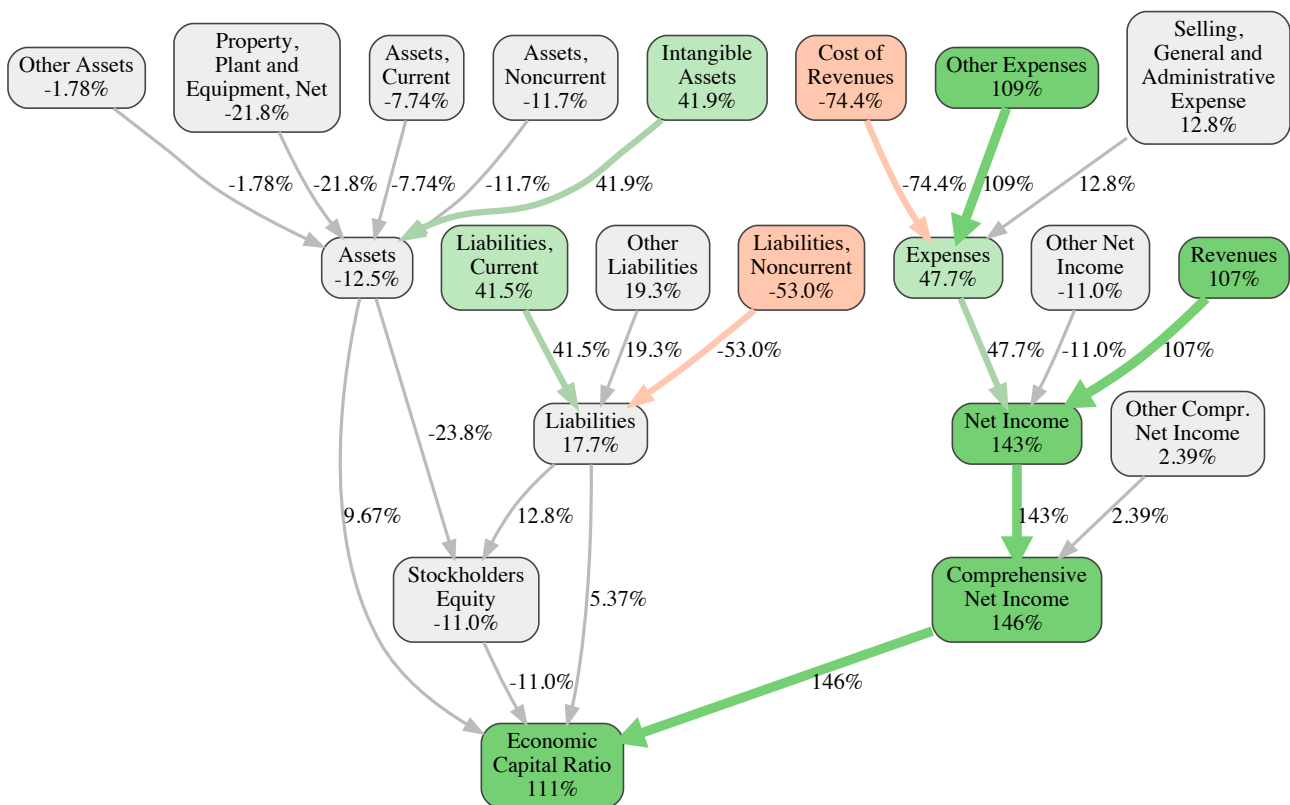 Other Assets
-1.78%
Property,
Plant and
Equipment, Net
-21.8%
Assets,
Current
-7.74%
Assets,
Noncurrent
-11.7%
Intangible
Assets
41.9%
Cost of
Revenues
-74.4%
Other Expenses
109%
Selling,
General and
Administrative
Expense
12.8%
-1.78%
-21.8%
-7.74%
-11.7%
41.9%
-74.4%
109%
12.8%
Assets
-12.5%
Liabilities,
Current
41.5%
Other
Liabilities
19.3%
Liabilities,
Noncurrent
-53.0%
Expenses
47.7%
Other Net
Income
-11.0%
Revenues
107%
41.5%
19.3%
-53.0%
47.7%
-11.0%
107%
-23.8%
Liabilities
17.7%
Net Income
143%
Other Compr.
Net Income
2.39%
9.67%
12.8%
143%
2.39%
Stockholders
Equity
-11.0%
5.37%
Comprehensive
Net Income
146%
-11.0%
146%
Economic
Capital Ratio
111%